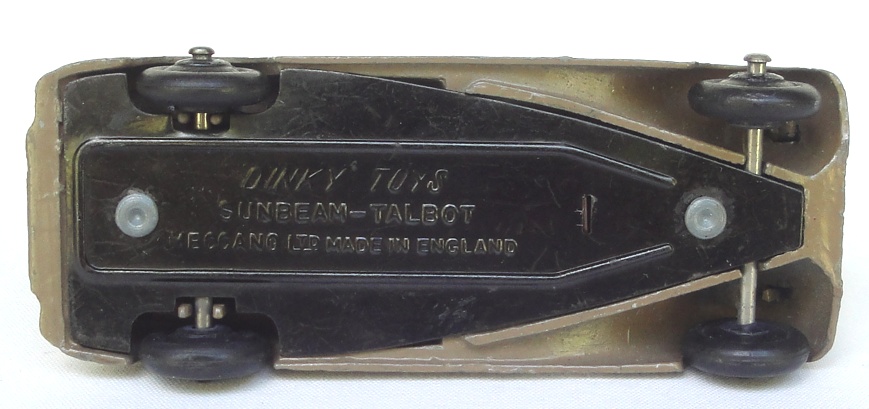 DINKY TOYS
SUNBEAM-TALBOT
MECCANO LTD MADE IN ENGLAND